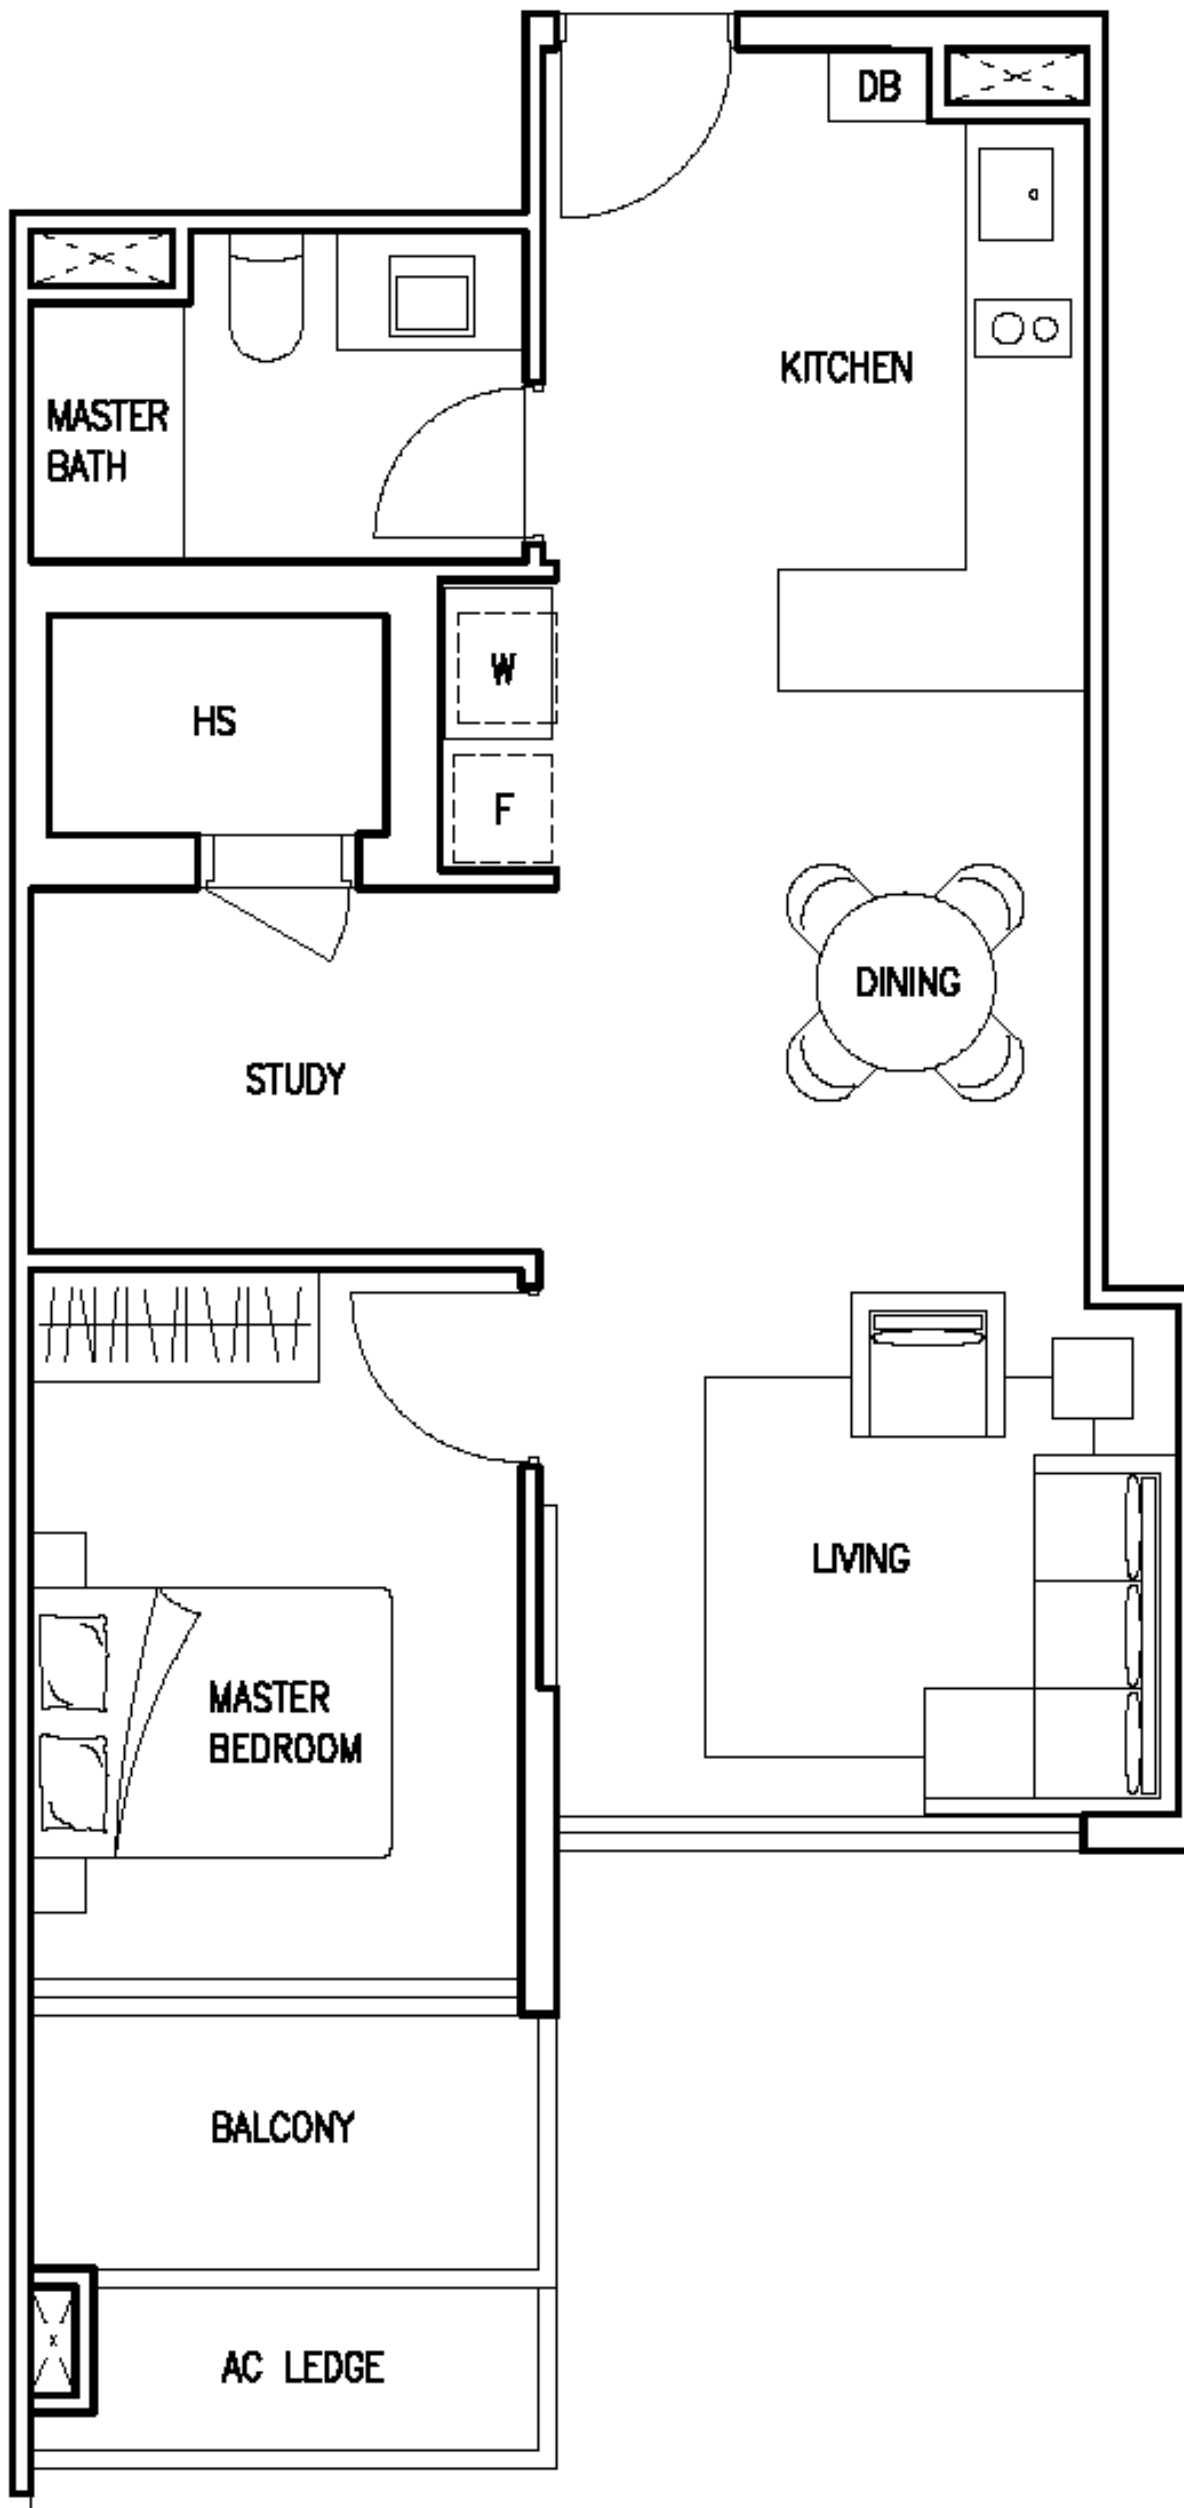 DB
KITCHEN
MASTER
BATH
W
HS
F
DINING
STUDY
LIVING
MASTER
BEDROOM
BALCONY
AC LEDGE